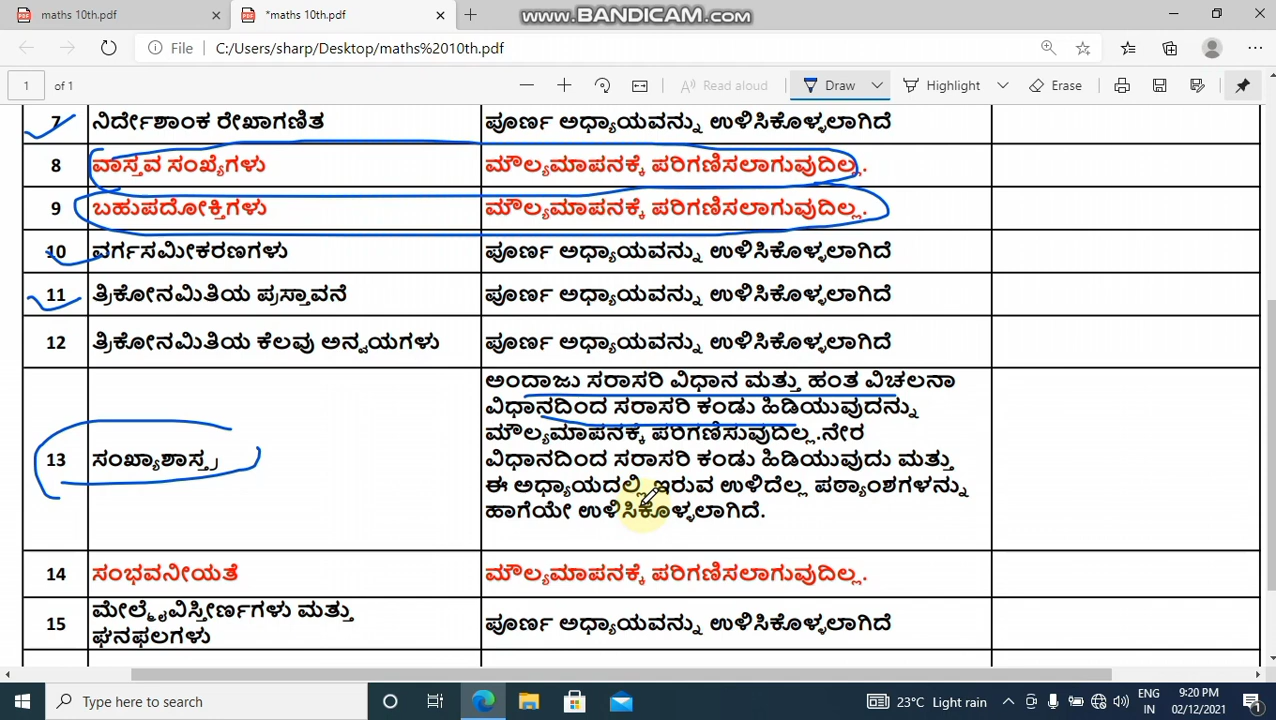 maths 10th.pdf
*maths 10th.pdf
www.BANDICAM.com
File C:/Users/sharp/Desktop/maths%2010th.pdf
1 of 1 Read aloud Draw Highlight Erase
7 ನಿರ್ದೇಶಾಂಕ ರೇಖಾಗಣಿತ ಪೂರ್ಣ ಅಧ್ಯಾಯವನ್ನು ಉಳಿಸಿಕೊಳ್ಳಲಾಗಿದೆ
8 ವಾಸ್ತವ ಸಂಖ್ಯೆಗಳು ಮೌಲ್ಯಮಾಪನಕ್ಕೆ ಪರಿಗಣಿಸಲಾಗುವುದಿಲ್ಲ.
9 ಬಹುಪದೋಕ್ತಿಗಳು ಮೌಲ್ಯಮಾಪನಕ್ಕೆ ಪರಿಗಣಿಸಲಾಗುವುದಿಲ್ಲ.
10 ವರ್ಗಸಮೀಕರಣಗಳು ಪೂರ್ಣ ಅಧ್ಯಾಯವನ್ನು ಉಳಿಸಿಕೊಳ್ಳಲಾಗಿದೆ
11 ತ್ರಿಕೋನಮಿತಿಯ ಪ್ರಸ್ತಾವನೆ ಪೂರ್ಣ ಅಧ್ಯಾಯವನ್ನು ಉಳಿಸಿಕೊಳ್ಳಲಾಗಿದೆ
12 ತ್ರಿಕೋನಮಿತಿಯ ಕೆಲವು ಅನ್ವಯಗಳು ಪೂರ್ಣ ಅಧ್ಯಾಯವನ್ನು ಉಳಿಸಿಕೊಳ್ಳಲಾಗಿದೆ
13 ಸಂಖ್ಯಾಶಾಸ್ತ್ರ
ಅಂದಾಜು ಸರಾಸರಿ ವಿಧಾನ ಮತ್ತು ಹಂತ ವಿಚಲನಾ
ವಿಧಾನದಿಂದ ಸರಾಸರಿ ಕಂಡು ಹಿಡಿಯುವುದನ್ನು
ಮೌಲ್ಯಮಾಪನಕ್ಕೆ ಪರಿಗಣಿಸುವುದಿಲ್ಲ.ನೇರ
ವಿಧಾನದಿಂದ ಸರಾಸರಿ ಕಂಡು ಹಿಡಿಯುವುದು ಮತ್ತು
ಈ ಅಧ್ಯಾಯದಲ್ಲಿ ಇರುವ ಉಳಿದೆಲ್ಲ ಪಠ್ಯಾಂಶಗಳನ್ನು
ಹಾಗೆಯೇ ಉಳಿಸಿಕೊಳ್ಳಲಾಗಿದೆ.
14 ಸಂಭವನೀಯತೆ ಮೌಲ್ಯಮಾಪನಕ್ಕೆ ಪರಿಗಣಿಸಲಾಗುವುದಿಲ್ಲ.
15 ಮೇಲ್ಮೈವಿಸ್ತೀರ್ಣಗಳು ಮತ್ತು
ಘನಫಲಗಳು
ಪೂರ್ಣ ಅಧ್ಯಾಯವನ್ನು ಉಳಿಸಿಕೊಳ್ಳಲಾಗಿದೆ
Type here to search
23°C Light rain
ENG
IN
9:20 PM
02/12/2021
1